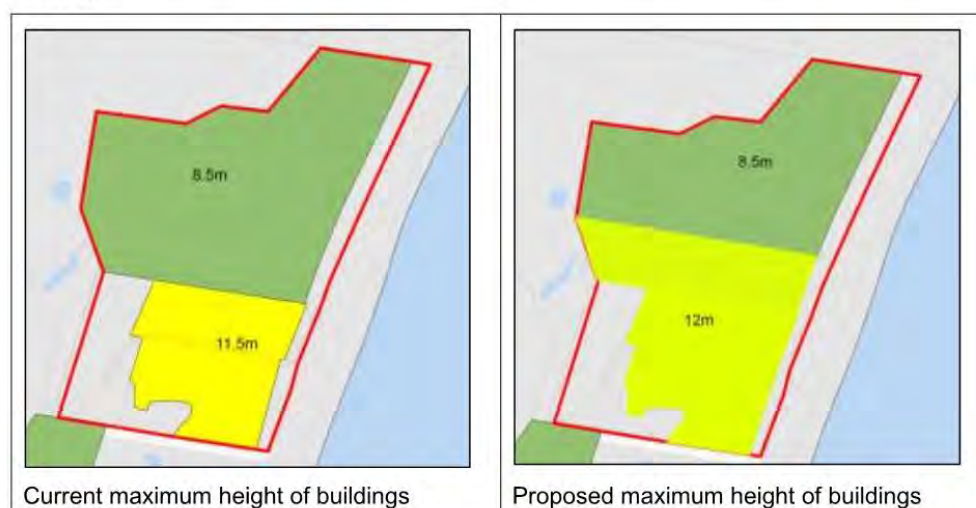 8.5m
11.5m
Current maximum height of buildings
8.5m
12m
Proposed maximum height of buildings